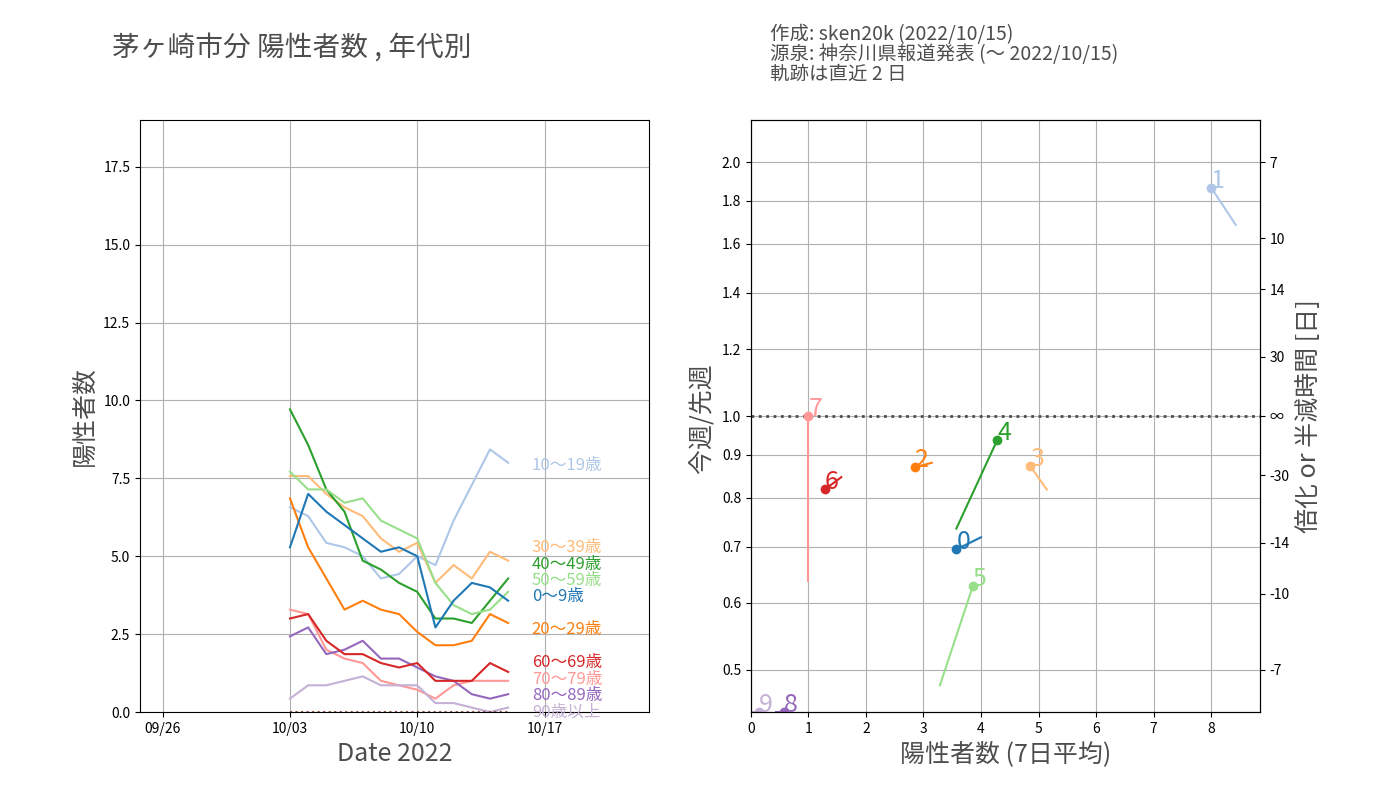 茅ヶ崎市分 陽性者数 , 年代別
作成: sken20k (2022/10/15)
源泉: 神奈川県報道発表 (～ 2022/10/15)
軌跡は直近 2 日
陽性者数
17.5
15.0
12.5
10.0
7.5
5.0
2.5
0.0
09/26
10/03
10/10
10/17
Date 2022
10～19歳
30～39歳
40～49歳
50～59歳
0～9歳
20～29歳
60～69歳
70～79歳
80～89歳
90歳以上
今週/先週
2.0
1.8
1.6
1.4
1.2
1.0
0.9
0.8
0.7
0.6
0.5
0
1
2
3
4
5
6
7
8
陽性者数 (7日平均)
1
7
4
2
3
6
0
5
9
8
7
10
14
30
∞
-30
-14
-10
-7
倍化 or 半減時間 [日]